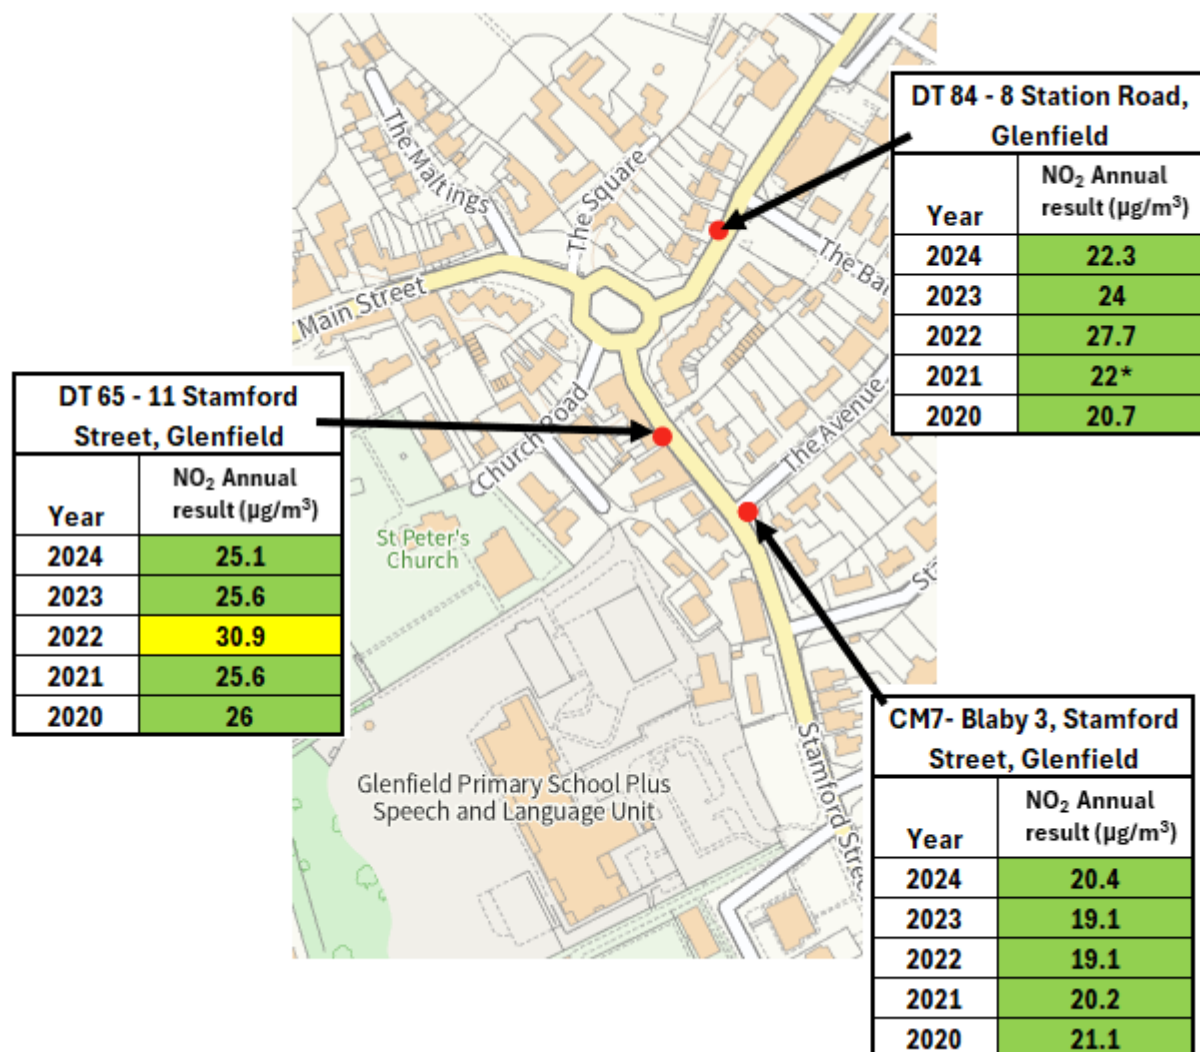 DT 84 - 8 Station Road,
Glenfield
Year NO₂ Annual
result (µg/m³)
2024 22.3
2023 24
2022 27.7
2021 22*
2020 20.7
The Maltings
The Square
Main Street
Church Road
The Avenue
DT 65 - 11 Stamford
Street, Glenfield
Year NO₂ Annual
result (µg/m³)
2024 25.1
2023 25.6
2022 30.9
2021 25.6
2020 26
St Peter's
Church
Glenfield Primary School Plus
Speech and Language Unit
Stamford Stree
CM7- Blaby 3, Stamford
Street, Glenfield
Year NO₂ Annual
result (µg/m³)
2024 20.4
2023 19.1
2022 19.1
2021 20.2
2020 21.1